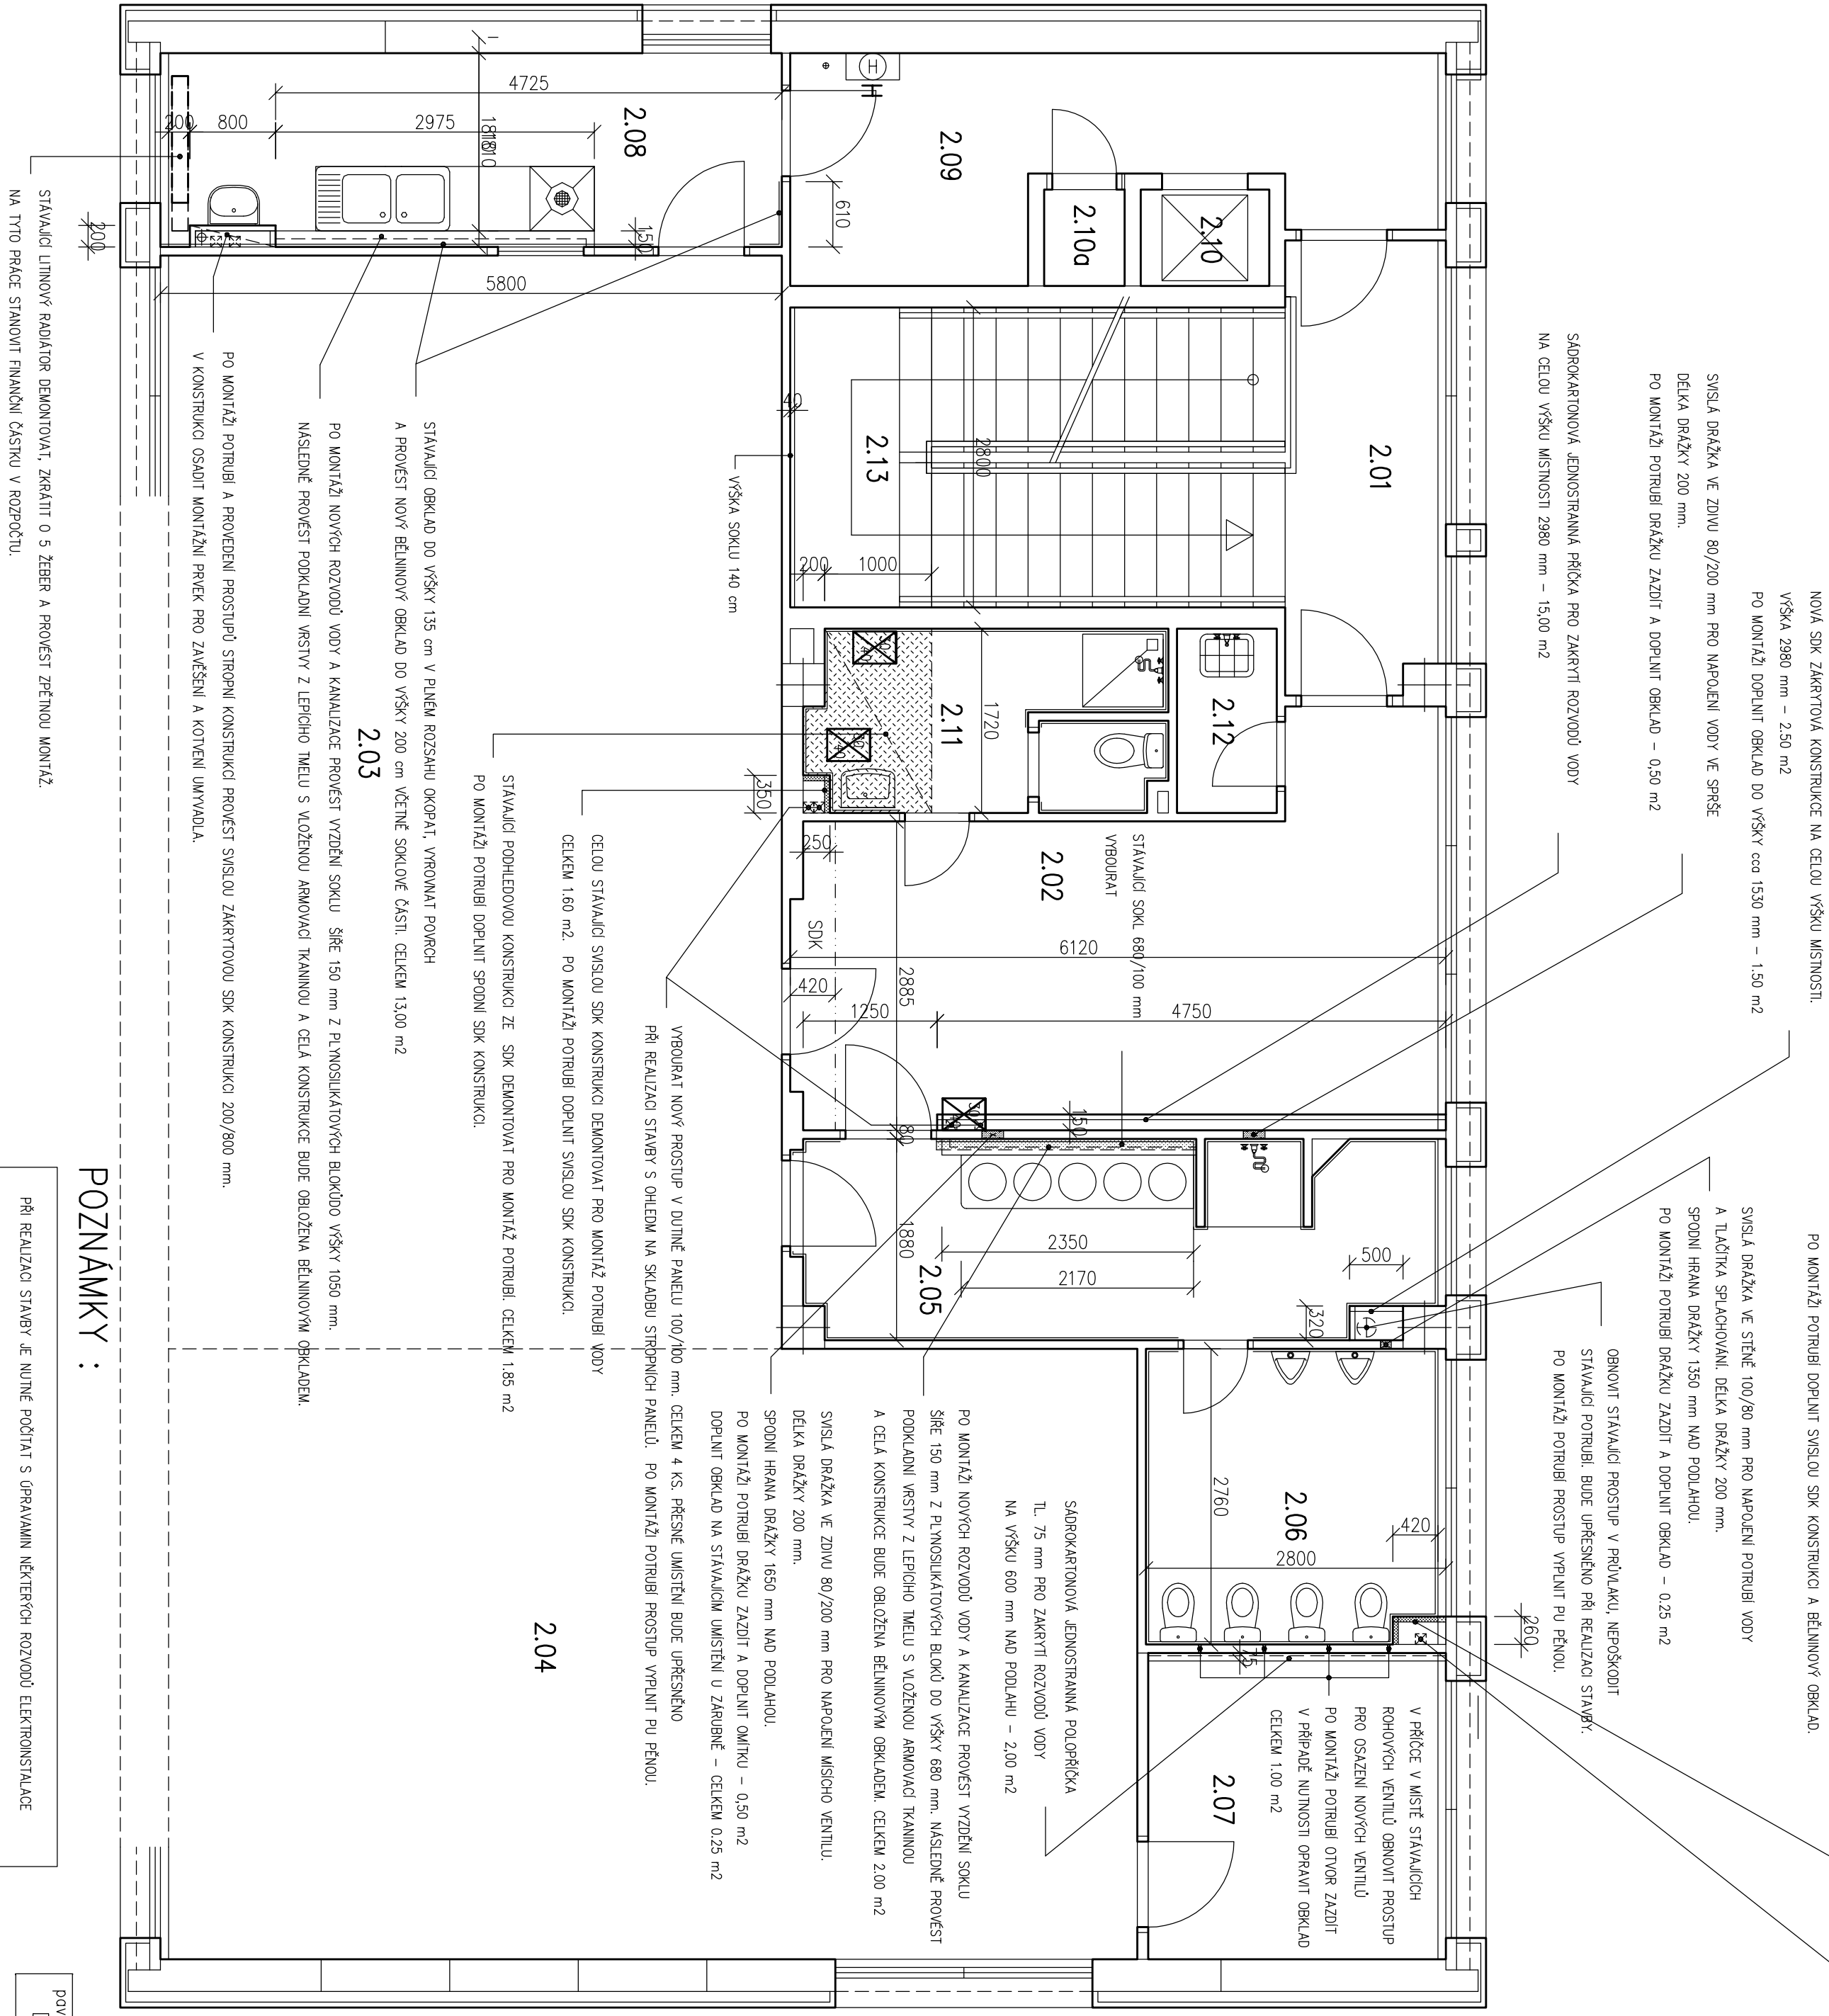 PO MONTÁŽI POTRUBÍ DOPLNIT SVISLOU SDK KONSTRUKCI A BĚLNINOVÝ OBKLAD.
NOVÁ SDK ZÁKRYTOVÁ KONSTRUKCE NA CELOU VÝŠKU MÍSTNOSTI.
VÝŠKA 2980 mm – 2.50 m2
PO MONTÁŽI DOPLNIT OBKLAD DO VÝŠKY cca 1530 mm – 1.50 m2
SVISLÁ DRÁŽKA VE STĚNĚ 100/80 mm PRO NAPOJENÍ POTRUBÍ VODY
A TLAČÍTKA SPLACHOVÁNÍ. DÉLKA DRÁŽKY 200 mm.
SPODNÍ HRANA DRÁŽKY 1350 mm NAD PODLAHOU.
PO MONTÁŽI POTRUBÍ DRÁŽKU ZAZDÍT A DOPLNIT OBKLAD – 0.25 m2
SVISLÁ DRÁŽKA VE ZDIVU 80/200 mm PRO NAPOJENÍ VODY VE SPRŠE
DÉLKA DRÁŽKY 200 mm.
PO MONTÁŽI POTRUBÍ DRÁŽKU ZAZDÍT A DOPLNIT OBKLAD – 0,50 m2
OBNOVIT STÁVAJÍCÍ PROSTUP V PRŮVLAKU, NEPOŠKODIT
STÁVAJÍCÍ POTRUBÍ. BUDE UPŘESNĚNO PŘI REALIZACI STAVBY.
PO MONTÁŽI POTRUBÍ PROSTUP VYPLNIT PU PĚNOU.
SÁDROKARTONOVÁ JEDNOSTRANNÁ PŘÍČKA PRO ZAKRYTÍ ROZVODŮ VODY
NA CELOU VÝŠKU MÍSTNOSTI 2980 mm – 15,00 m2
260
420
V PŘÍČCE V MÍSTĚ STÁVAJÍCÍCH
ROHOVÝCH VENTILŮ OBNOVIT PROSTUP
PRO OSAZENÍ NOVÝCH VENTILŮ
PO MONTÁŽI POTRUBÍ OTVOR ZAZDÍT
V PŘÍPADĚ NUTNOSTI OPRAVIT OBKLAD
CELKEM 1.00 m2
2.01
500
320
2.06
2800
2760
75
2.07
2.10
2.10a
2.12
2.09
H
2.11
1720
2.13
2800
1000
200
40
2.02
STÁVAJÍCÍ SOKL 680/100 mm
VYBOURAT
6120
4750
1250
2885
420
SDK
250
350
150
80
1880
2350
2170
2.05
610
VÝŠKA SOKLU 140 cm
SÁDROKARTONOVÁ JEDNOSTRANNÁ POLOPŘÍČKA
TL. 75 mm PRO ZAKRYTÍ ROZVODŮ VODY
NA VÝŠKU 600 mm NAD PODLAHU – 2,00 m2
PO MONTÁŽI NOVÝCH ROZVODŮ VODY A KANALIZACE PROVÉST VYZDĚNÍ SOKLU
ŠÍŘE 150 mm Z PLYNOSILIKÁTOVÝCH BLOKŮ DO VÝŠKY 680 mm. NÁSLEDNĚ PROVÉST
PODKLADNÍ VRSTVY Z LEPÍCÍHO TMELU S VLOŽENOU ARMOVACÍ TKANINOU
A CELÁ KONSTRUKCE BUDE OBLOŽENA BĚLNINOVÝM OBKLADEM. CELKEM 2.00 m2
SVISLÁ DRÁŽKA VE ZDIVU 80/200 mm PRO NAPOJENÍ MÍSICHO VENTILU.
DÉLKA DRÁŽKY 200 mm.
SPODNÍ HRANA DRÁŽKY 1650 mm NAD PODLAHOU.
PO MONTÁŽI POTRUBÍ DRÁŽKU ZAZDÍT A DOPLNIT OMÍTKU – 0,50 m2
DOPLNIT OBKLAD NA STÁVAJÍCÍM UMÍSTĚNÍ U ZÁRUBNĚ – CELKEM 0.25 m2
VYBOURAT NOVÝ PROSTUP V DUTINĚ PANELU 100/100 mm. CELKEM 4 KS. PŘESNÉ UMÍSTĚNÍ BUDE UPŘESNĚNO
PŘI REALIZACI STAVBY S OHLEDM NA SKLADBU STROPNÍCH PANELŮ. PO MONTÁŽI POTRUBÍ PROSTUP VYPLNIT PU PĚNOU.
CELOU STÁVAJÍCÍ SVISLOU SDK KONSTRUKCI DEMONTOVAT PRO MONTÁŽ POTRUBÍ VODY
CELKEM 1.60 m2. PO MONTÁŽI POTRUBÍ DOPLNIT SVISLOU SDK KONSTRUKCI.
STÁVAJÍCÍ PODHLEDOVOU KONSTRUKCI ZE SDK DEMONTOVAT PRO MONTÁŽ POTRUBÍ. CELKEM 1.85 m2
PO MONTÁŽI POTRUBÍ DOPLNIT SPODNÍ SDK KONSTRUKCI.
2.04
2.03
2.08
4725
2975
800
200
1810
150
5800
200
STÁVAJÍCÍ OBKLAD DO VÝŠKY 135 cm V PLNÉM ROZSAHU OKOPAT, VYROVNAT POVRCH
A PROVÉST NOVÝ BĚLNINOVÝ OBKLAD DO VÝŠKY 200 cm VČETNĚ SOKLOVÉ ČÁSTI. CELKEM 13,00 m2
PO MONTÁŽI NOVÝCH ROZVODŮ VODY A KANALIZACE PROVÉST VYZDĚNÍ SOKLU ŠÍŘE 150 mm Z PLYNOSILIKÁTOVÝCH BLOKŮDO VÝŠKY 1050 mm.
NÁSLEDNĚ PROVÉST PODKLADNÍ VRSTVY Z LEPÍCÍHO TMELU S VLOŽENOU ARMOVACÍ TKANINOU A CELÁ KONSTRUKCE BUDE OBLOŽENA BĚLNINOVÝM OBKLADEM.
PO MONTÁŽI POTRUBÍ A PROVEDENÍ PROSTUPŮ STROPNÍ KONSTRUKCÍ PROVÉST SVISLOU ZÁKRYTOVOU SDK KONSTRUKCI 200/800 mm.
V KONSTRUKCI OSADIT MONTÁŽNÍ PRVEK PRO ZAVĚŠENÍ A KOTVENÍ UMYVADLA.
STÁVAJÍCÍ LITINOVÝ RADIÁTOR DEMONTOVAT, ZKRÁTIT O 5 ŽEBER A PROVÉST ZPĚTNOU MONTÁŽ.
NA TYTO PRÁCE STANOVIT FINANČNÍ ČÁSTKU V ROZPOČTU.
POZNÁMKY :
PŘI REALIZACI STAVBY JE NUTNÉ POČÍTAT S ÚPRAVAMIN NĚKTERÝCH ROZVODŮ ELEKTROINSTALACE
pav